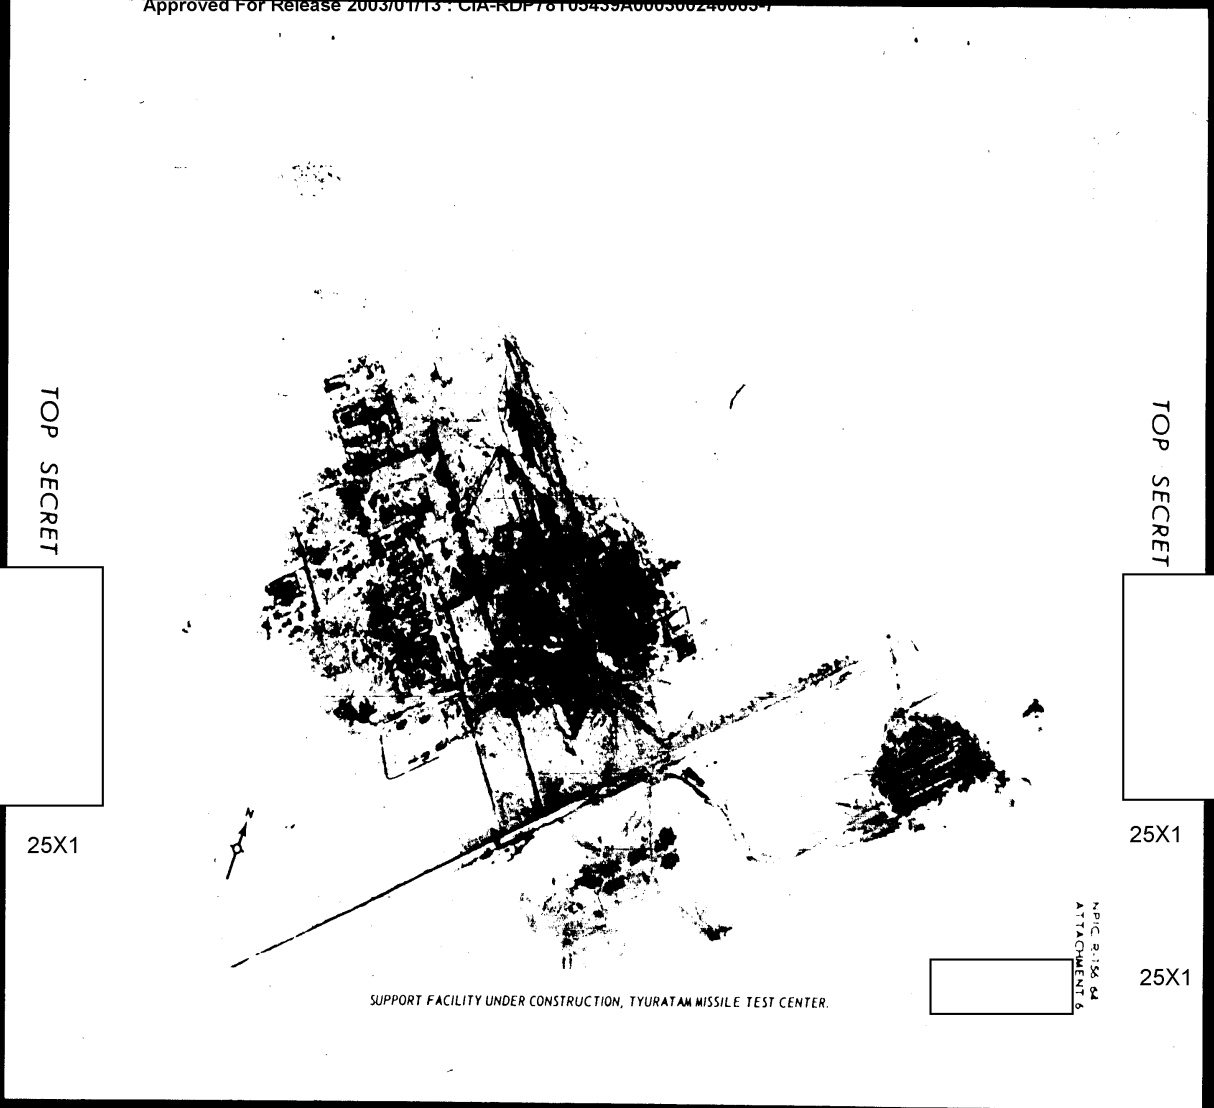 Approved For Release 2003/01/13 : CIA-RDP78T05439A000500240065-7
TOP SECRET
TOP SECRET
25X1
25X1
N
NPIC R-156 64
ATTACHMENT 6
25X1
SUPPORT FACILITY UNDER CONSTRUCTION, TYURATAM MISSILE TEST CENTER.